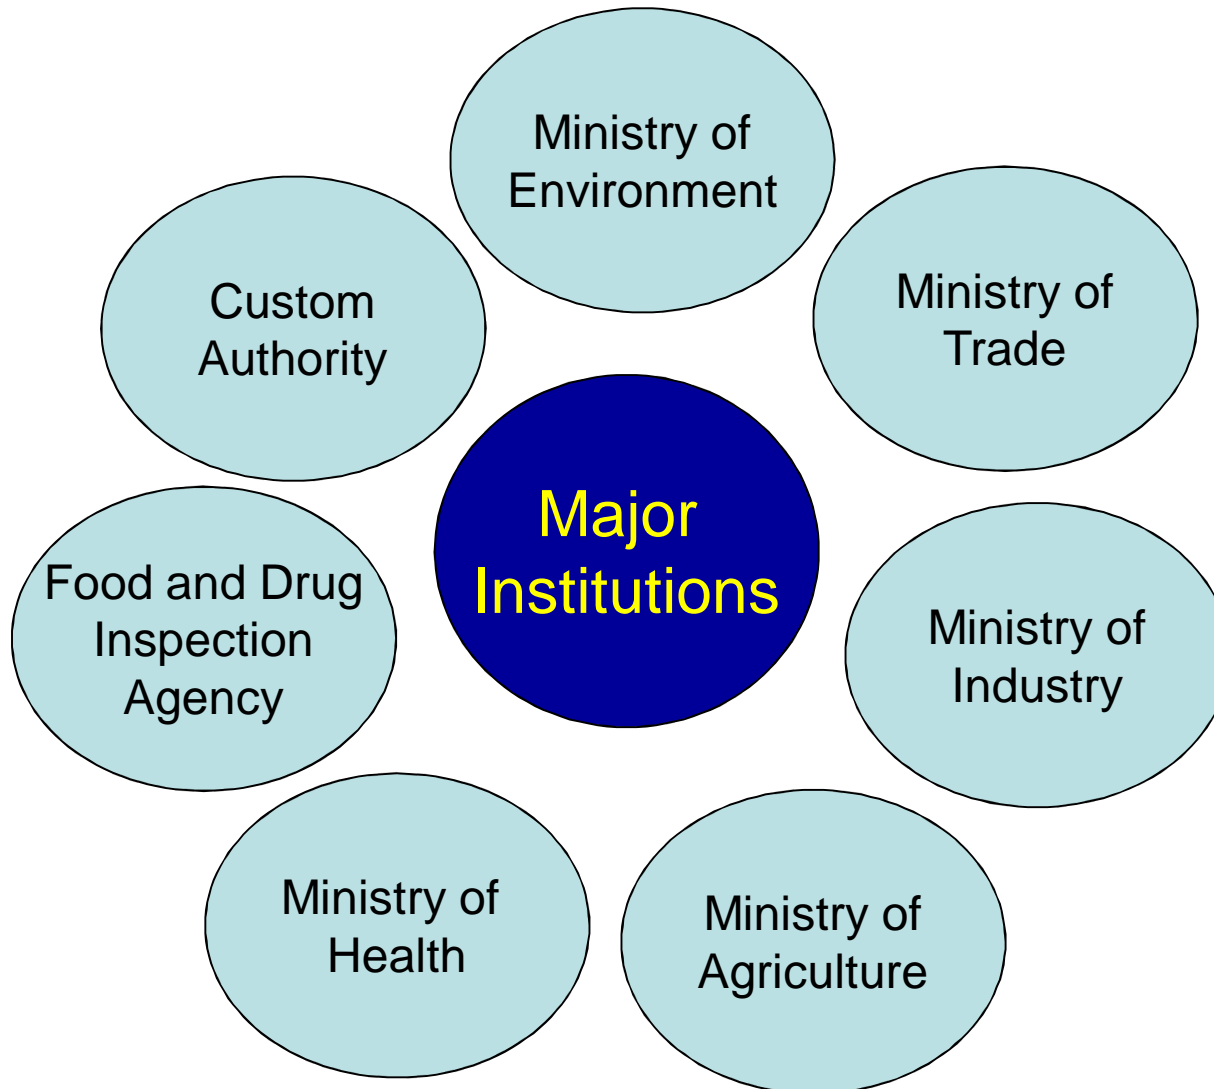 Ministry of
Environment
Custom
Authority
Ministry of
Trade
Major
Institutions
Food and Drug
Inspection
Agency
Ministry of
Industry
Ministry of
Health
Ministry of
Agriculture